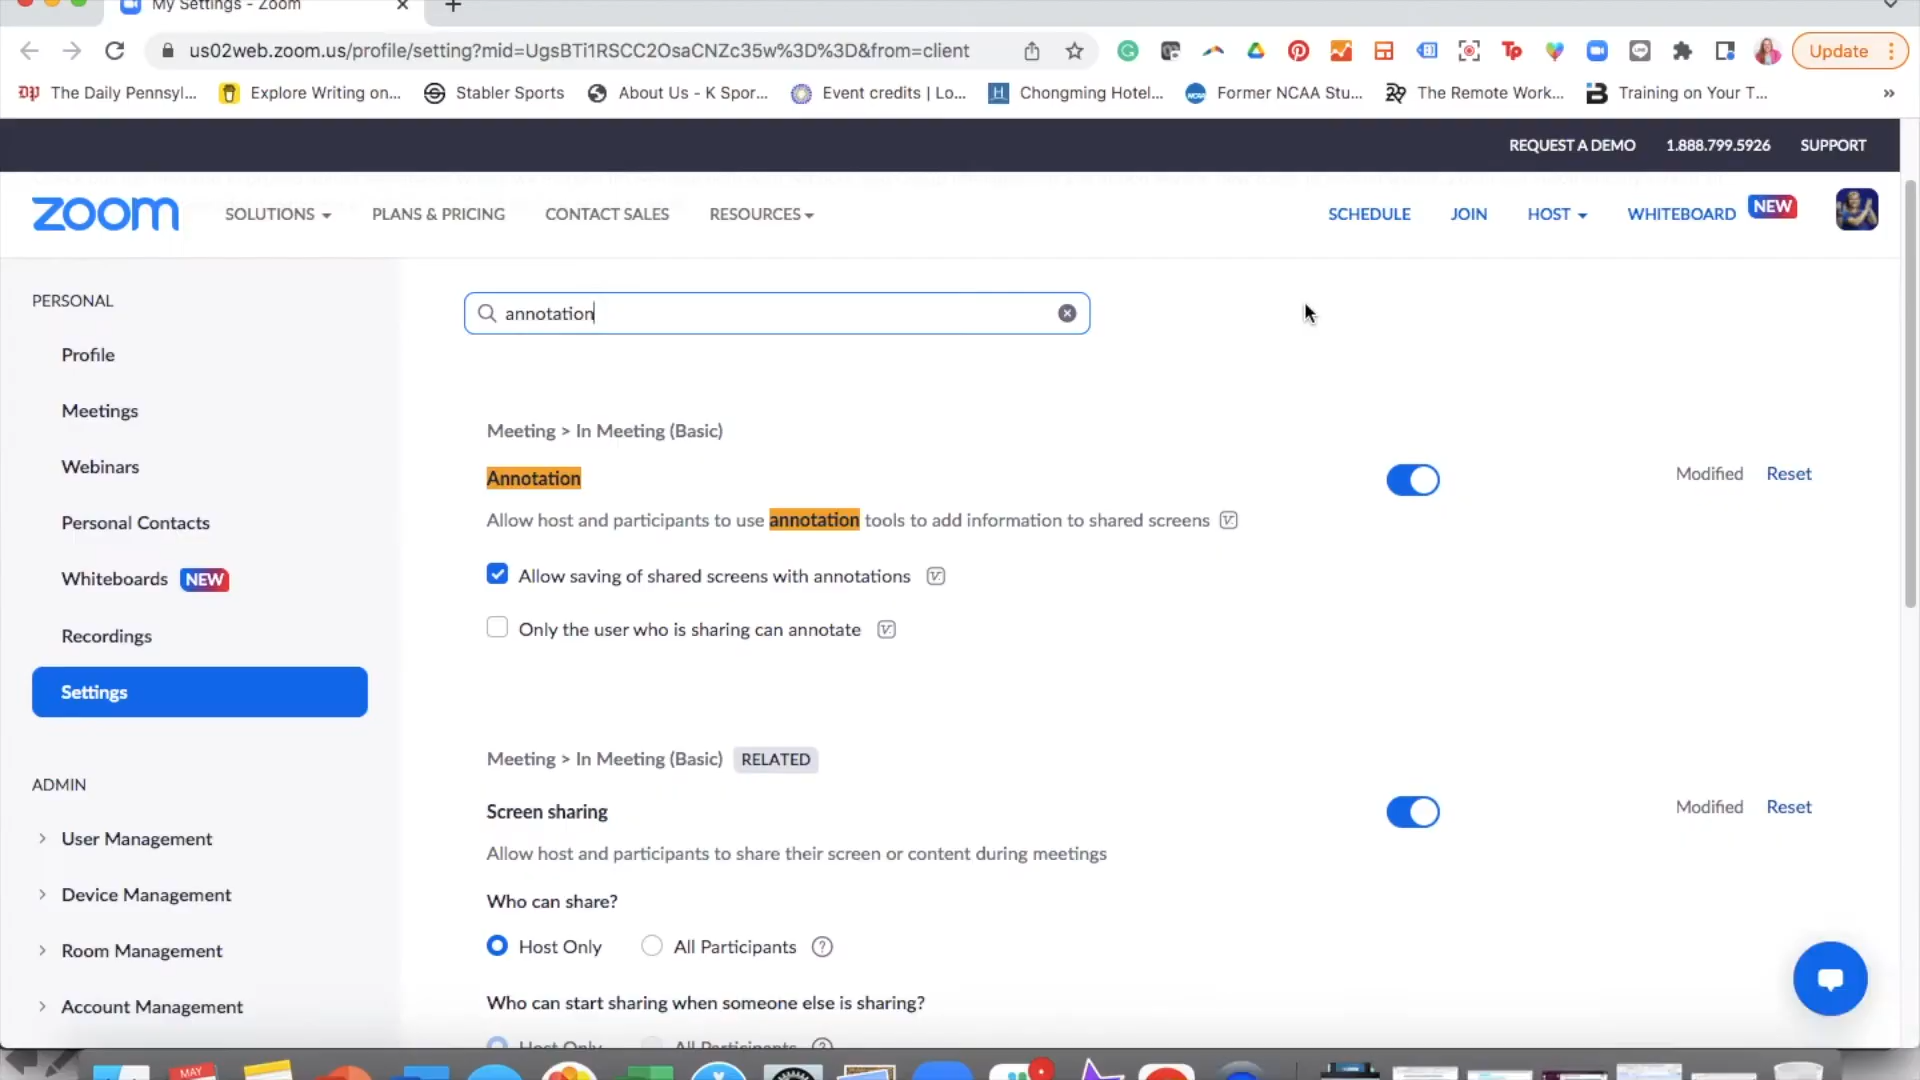 My Settings - Zoom
us02web.zoom.us/profile/setting?mid=UgsBTi1RSCC2OsaCNZc35w%3D%3D&from=client
Update
The Daily Pennsyl...
Explore Writing on...
Stabler Sports
About Us - K Spor...
Event credits | Lo...
Chongming Hotel...
Former NCAA Stu...
The Remote Work...
Training on Your T...
»
REQUEST A DEMO 1.888.799.5926 SUPPORT
zoom SOLUTIONS PLANS & PRICING CONTACT SALES RESOURCES SCHEDULE JOIN HOST WHITEBOARD NEW
PERSONAL
Profile
Meetings
Webinars
Personal Contacts
Whiteboards NEW
Recordings
Settings
ADMIN
User Management
Device Management
Room Management
Account Management
annotation
Meeting > In Meeting (Basic)
Annotation
Modified Reset
Allow host and participants to use annotation tools to add information to shared screens
Allow saving of shared screens with annotations
Only the user who is sharing can annotate
Meeting > In Meeting (Basic) RELATED
Screen sharing
Modified Reset
Allow host and participants to share their screen or content during meetings
Who can share?
Host Only All Participants
Who can start sharing when someone else is sharing?
Host Only All Participants
MAY